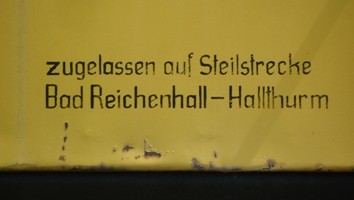 zugelassen auf Steilstrecke
Bad Reichenhall–Hallthurm